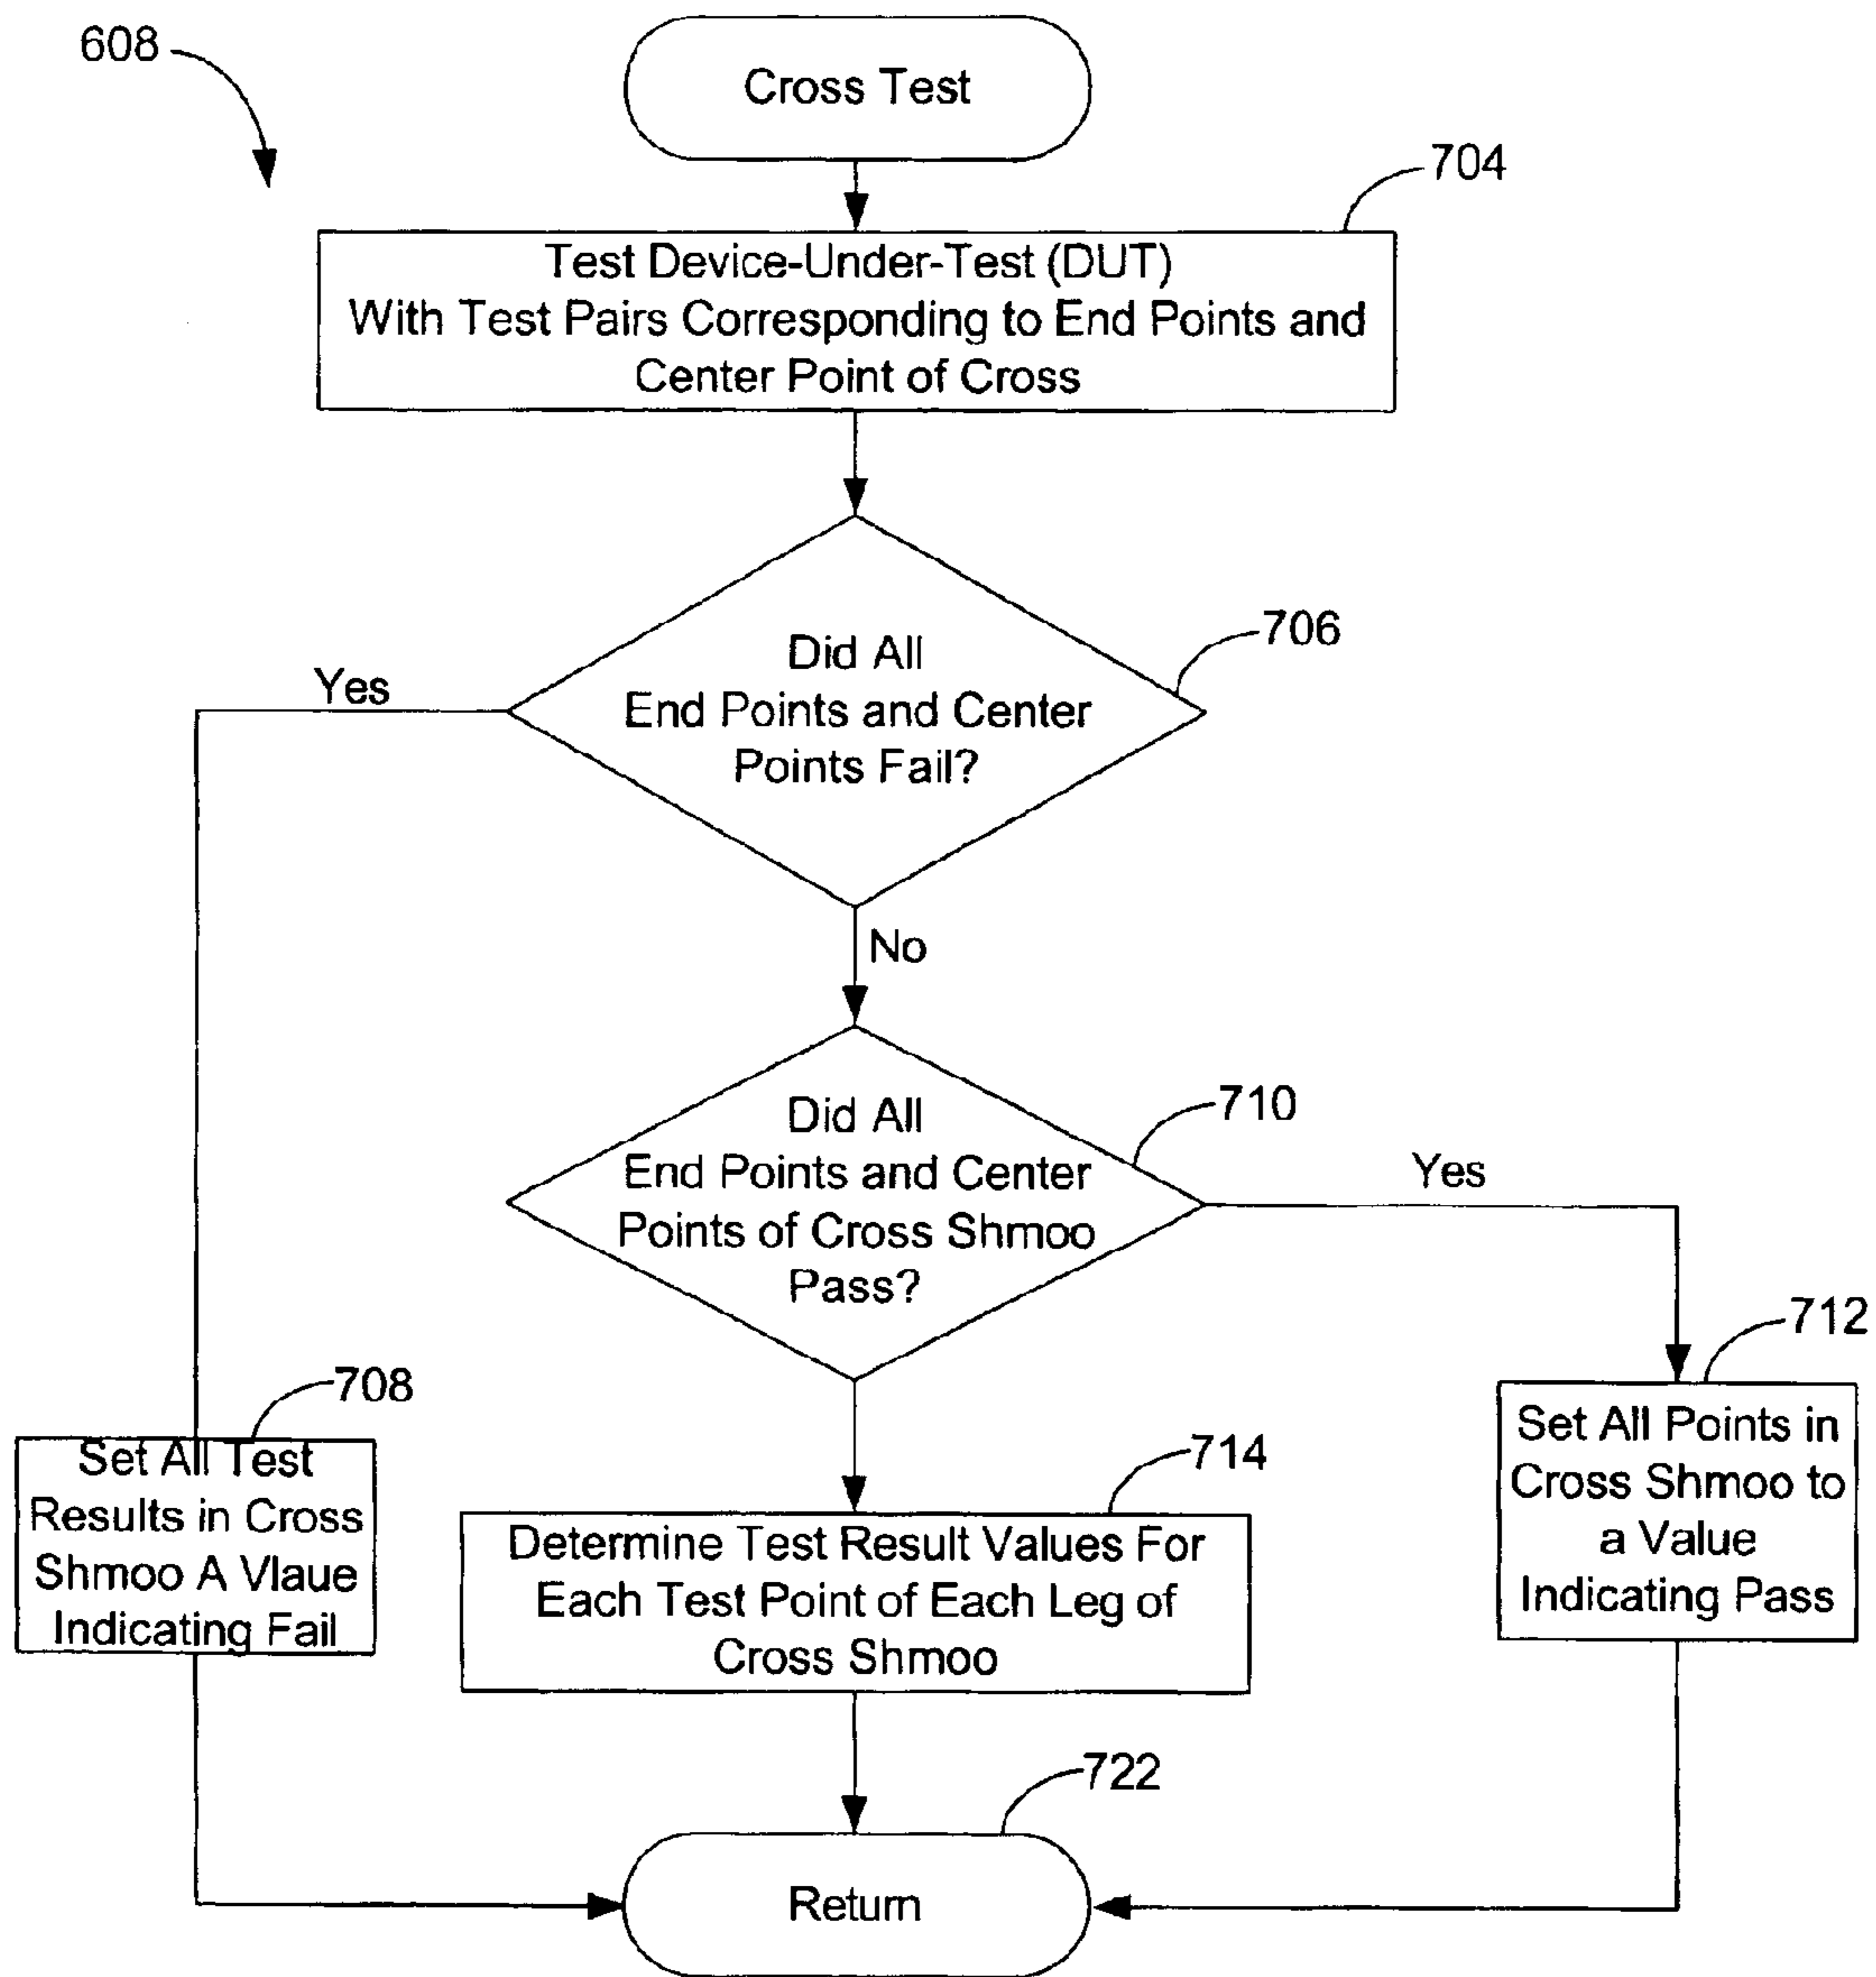 608
Cross Test
704
Test Device-Under-Test (DUT)
With Test Pairs Corresponding to End Points and
Center Point of Cross
706
Did All
End Points and Center
Points Fail?
Yes
No
710
Did All
End Points and Center
Points of Cross Shmoo
Pass?
Yes
708
Set All Test
Results in Cross
Shmoo A Vlaue
Indicating Fail
714
Determine Test Result Values For
Each Test Point of Each Leg of
Cross Shmoo
712
Set All Points in
Cross Shmoo to
a Value
Indicating Pass
722
Return